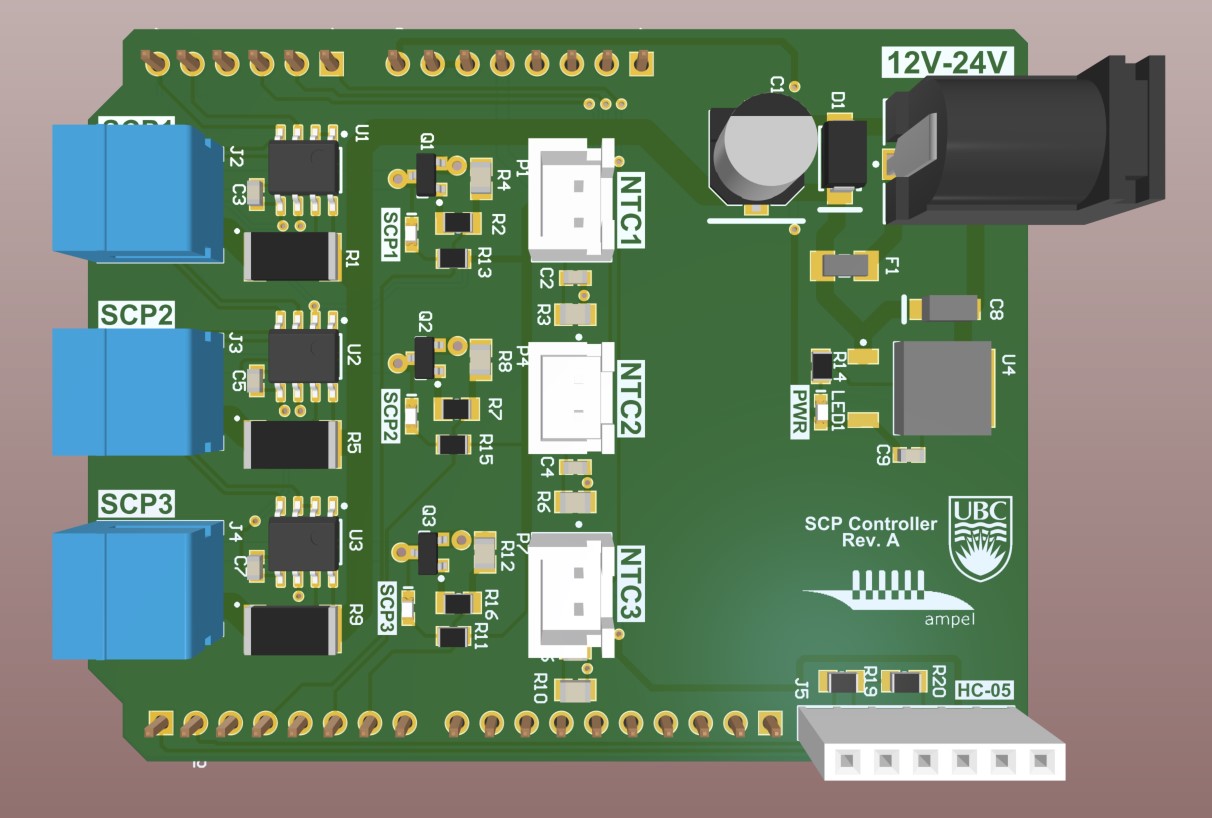 12V-24V
SCP1
J2
C3
U1
R1
Q1
R4
SCP1
R2
R13
P1
NTC1
C2
R3
C1
D1
F1
C8
SCP2
J3
C5
U2
R5
Q2
R8
SCP2
R7
R15
P4
NTC2
C4
R6
R14
PWR
LED1
U4
C9
SCP3
J4
C7
U3
R9
Q3
R12
SCP3
R16
R11
NTC3
R10
SCP Controller
Rev. A
UBC
ampel
J5
R19
R20
HC-05